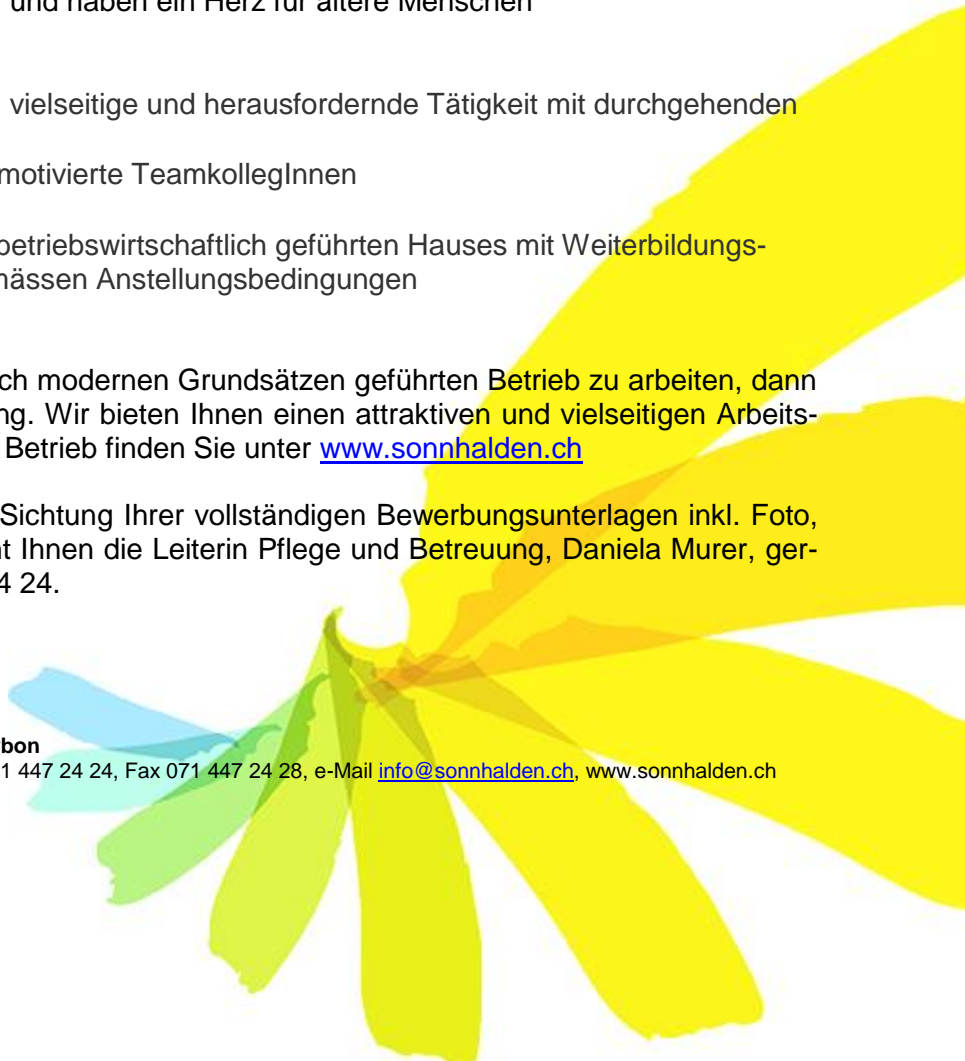 und haben ein Herz für ältere Menschen
vielseitige und herausfordernde Tätigkeit mit durchgehenden
motivierte TeamkollegInnen
betriebswirtschaftlich geführten Hauses mit Weiterbildungs-
mässen Anstellungsbedingungen
ch modernen Grundsätzen geführten Betrieb zu arbeiten, dann
ng. Wir bieten Ihnen einen attraktiven und vielseitigen Arbeits-
Betrieb finden Sie unter www.sonnhalden.ch
Sichtung Ihrer vollständigen Bewerbungsunterlagen inkl. Foto,
t Ihnen die Leiterin Pflege und Betreuung, Daniela Murer, ger-
4 24.
bon
1 447 24 24, Fax 071 447 24 28, e-Mail info@sonnhalden.ch, www.sonnhalden.ch